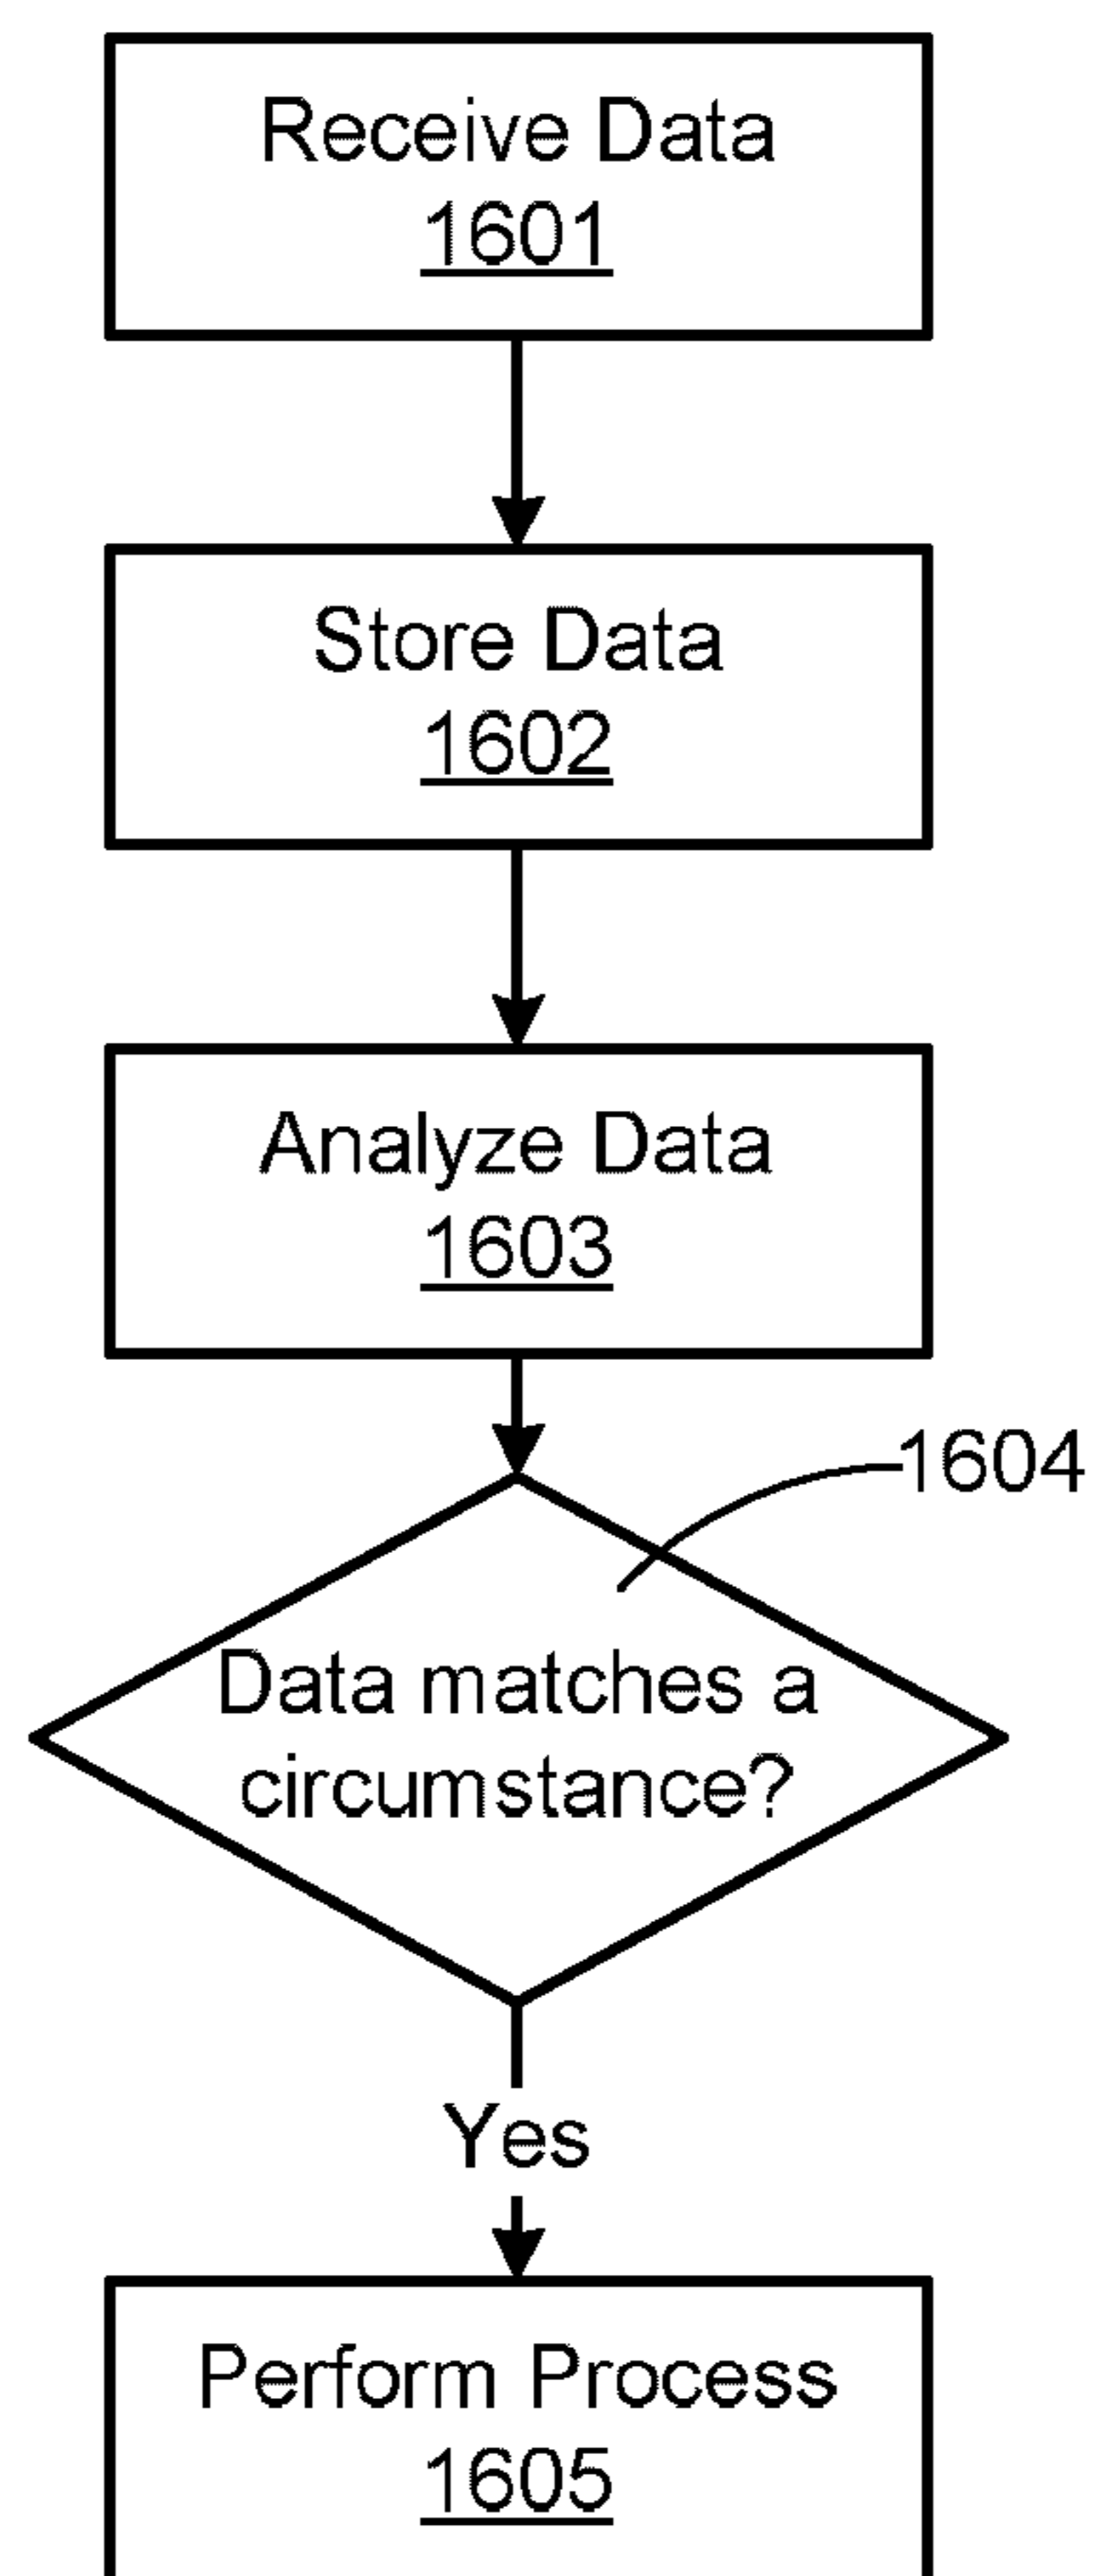 Receive Data
1601
Store Data
1602
Analyze Data
1603
1604
Data matches a
circumstance?
Yes
Perform Process
1605